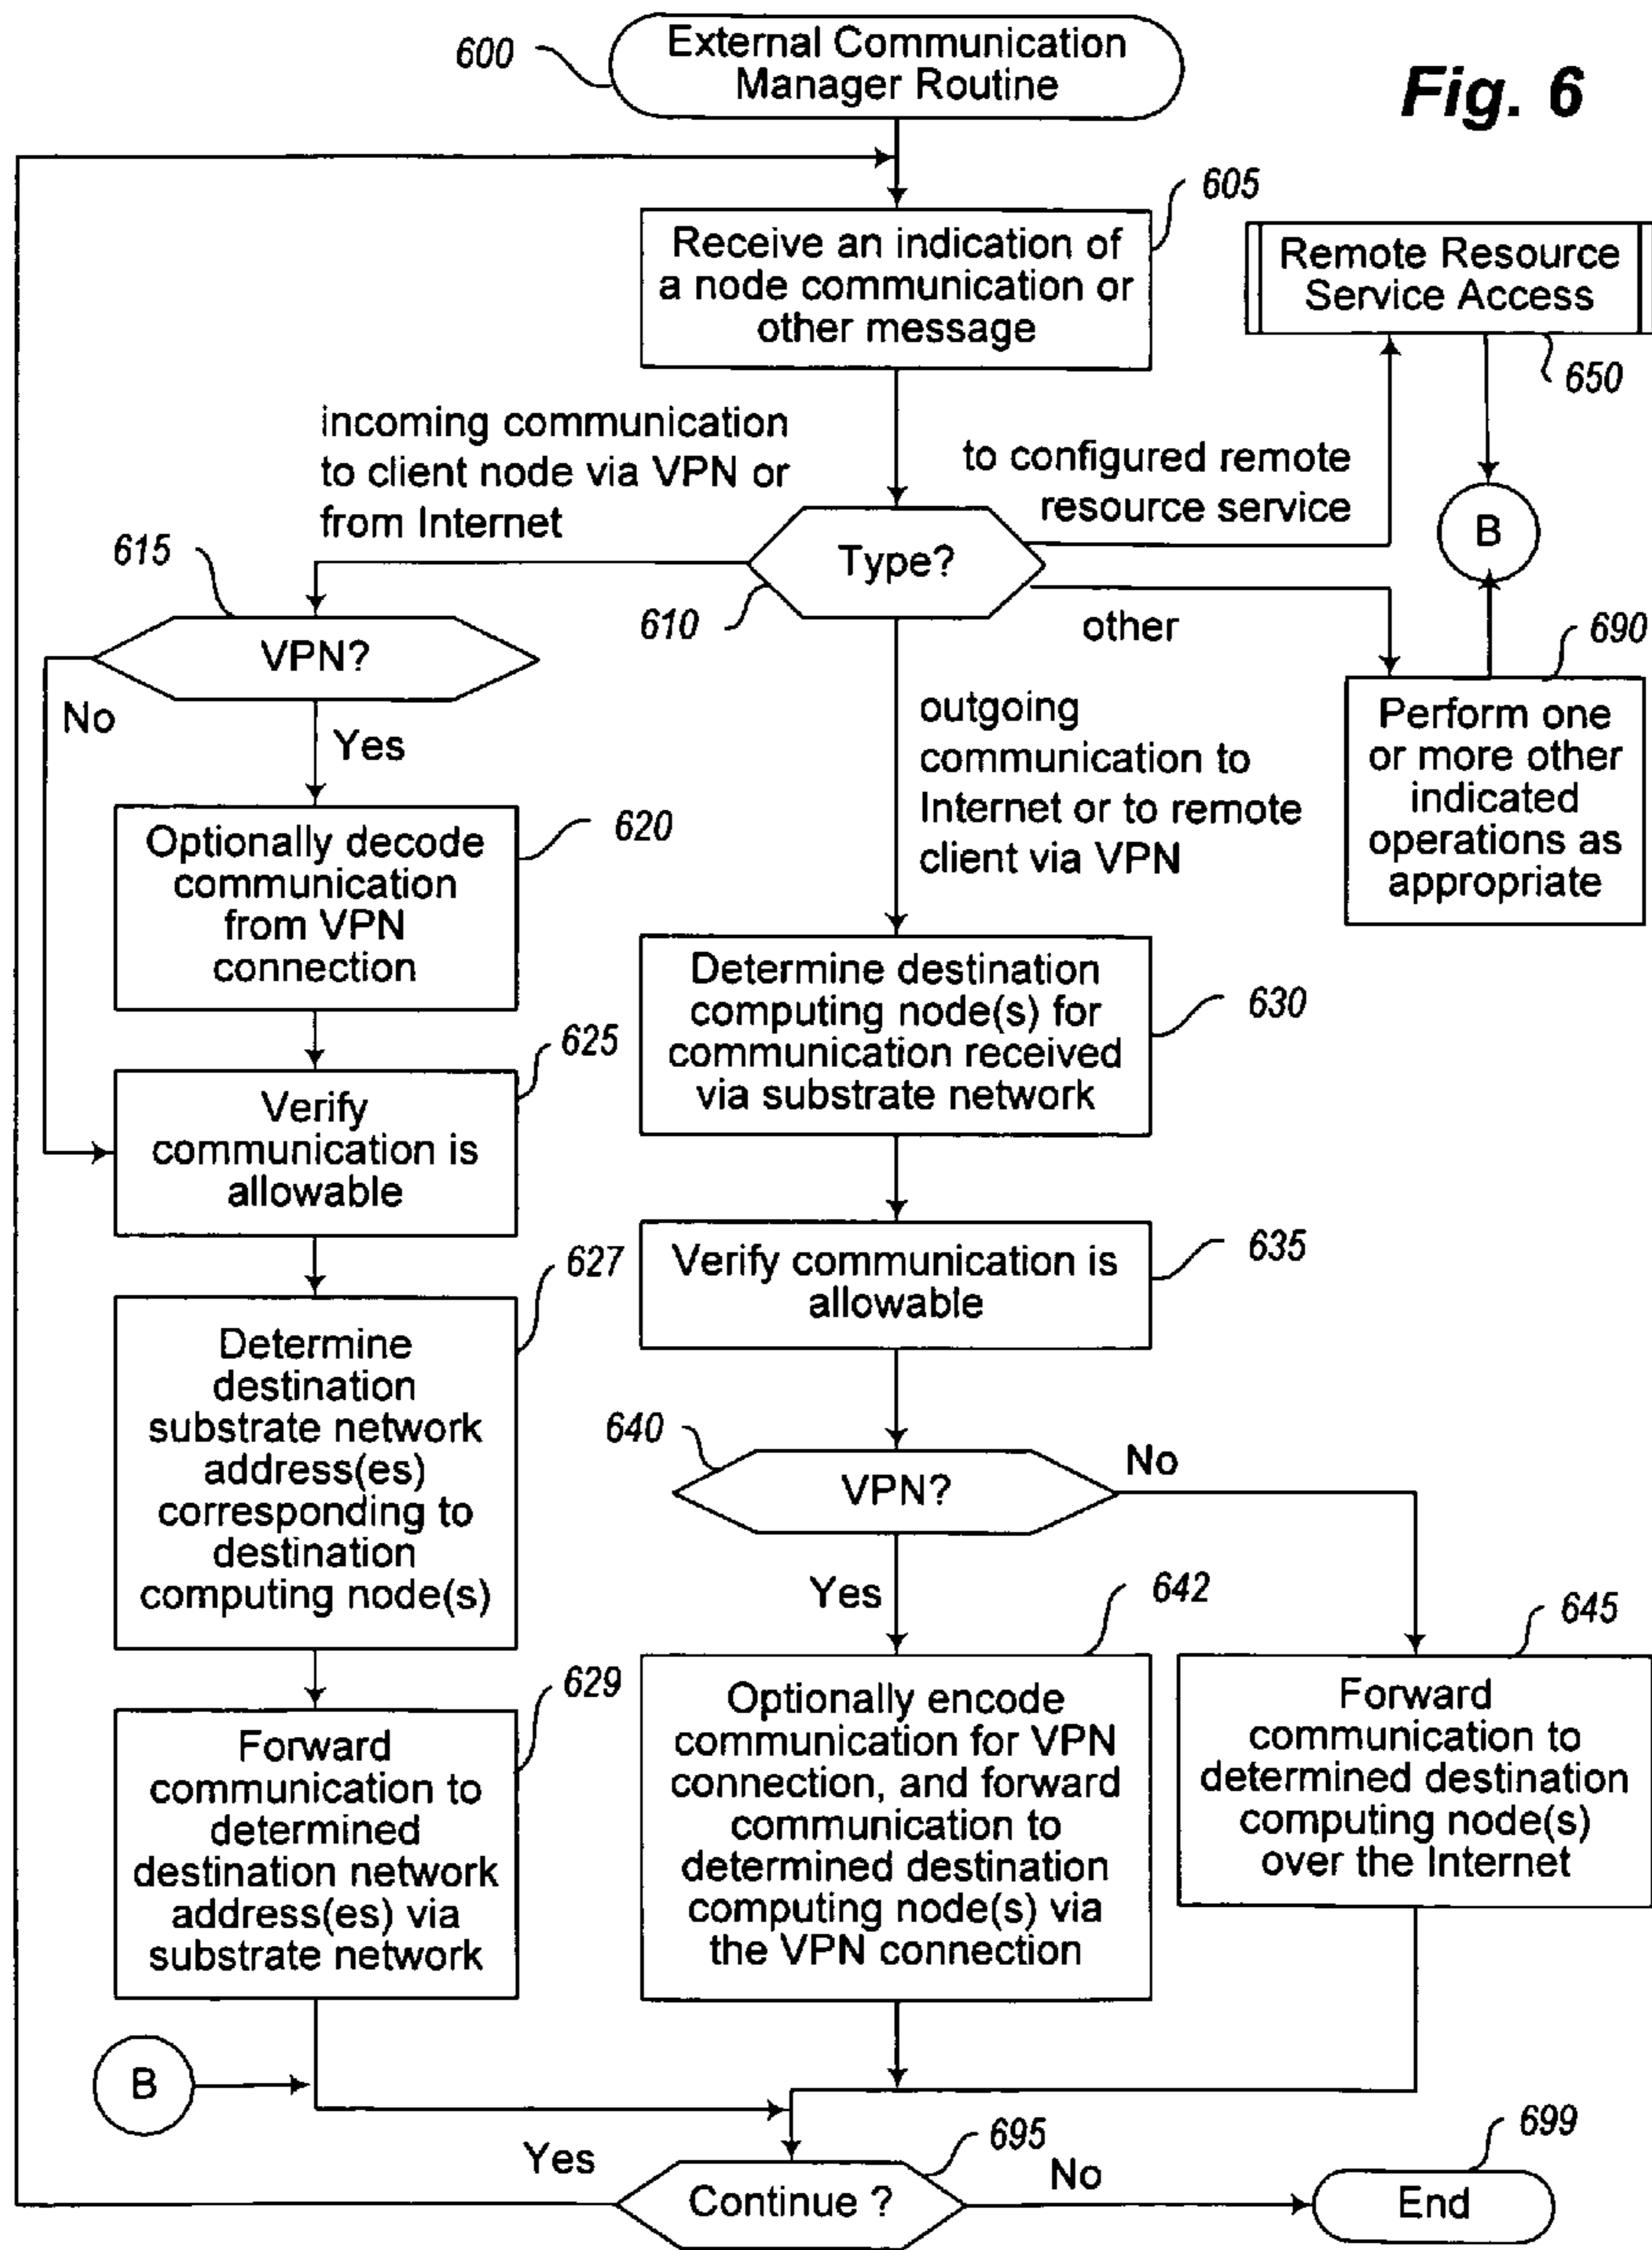 600
External Communication
Manager Routine
Fig. 6
605
Receive an indication of
a node communication or
other message
Remote Resource
Service Access
650
incoming communication
to client node via VPN or
from Internet
to configured remote
resource service
B
615
Type?
610
other
VPN?
No
Yes
690
Perform one
or more other
indicated
operations as
appropriate
outgoing
communication to
Internet or to remote
client via VPN
Optionally decode
communication
from VPN
connection
620
Determine destination
computing node(s) for
communication received
via substrate network
630
625
Verify
communication is
allowable
635
Verify communication is
allowable
627
Determine
destination
substrate network
address(es)
corresponding to
destination
computing node(s)
640
VPN?
No
Yes
642
645
629
Forward
communication to
determined
destination network
address(es) via
substrate network
Optionally encode
communication for VPN
connection, and forward
communication to
determined destination
computing node(s) via
the VPN connection
Forward
communication to
determined destination
computing node(s)
over the Internet
B
Yes
695
Continue ?
No
699
End